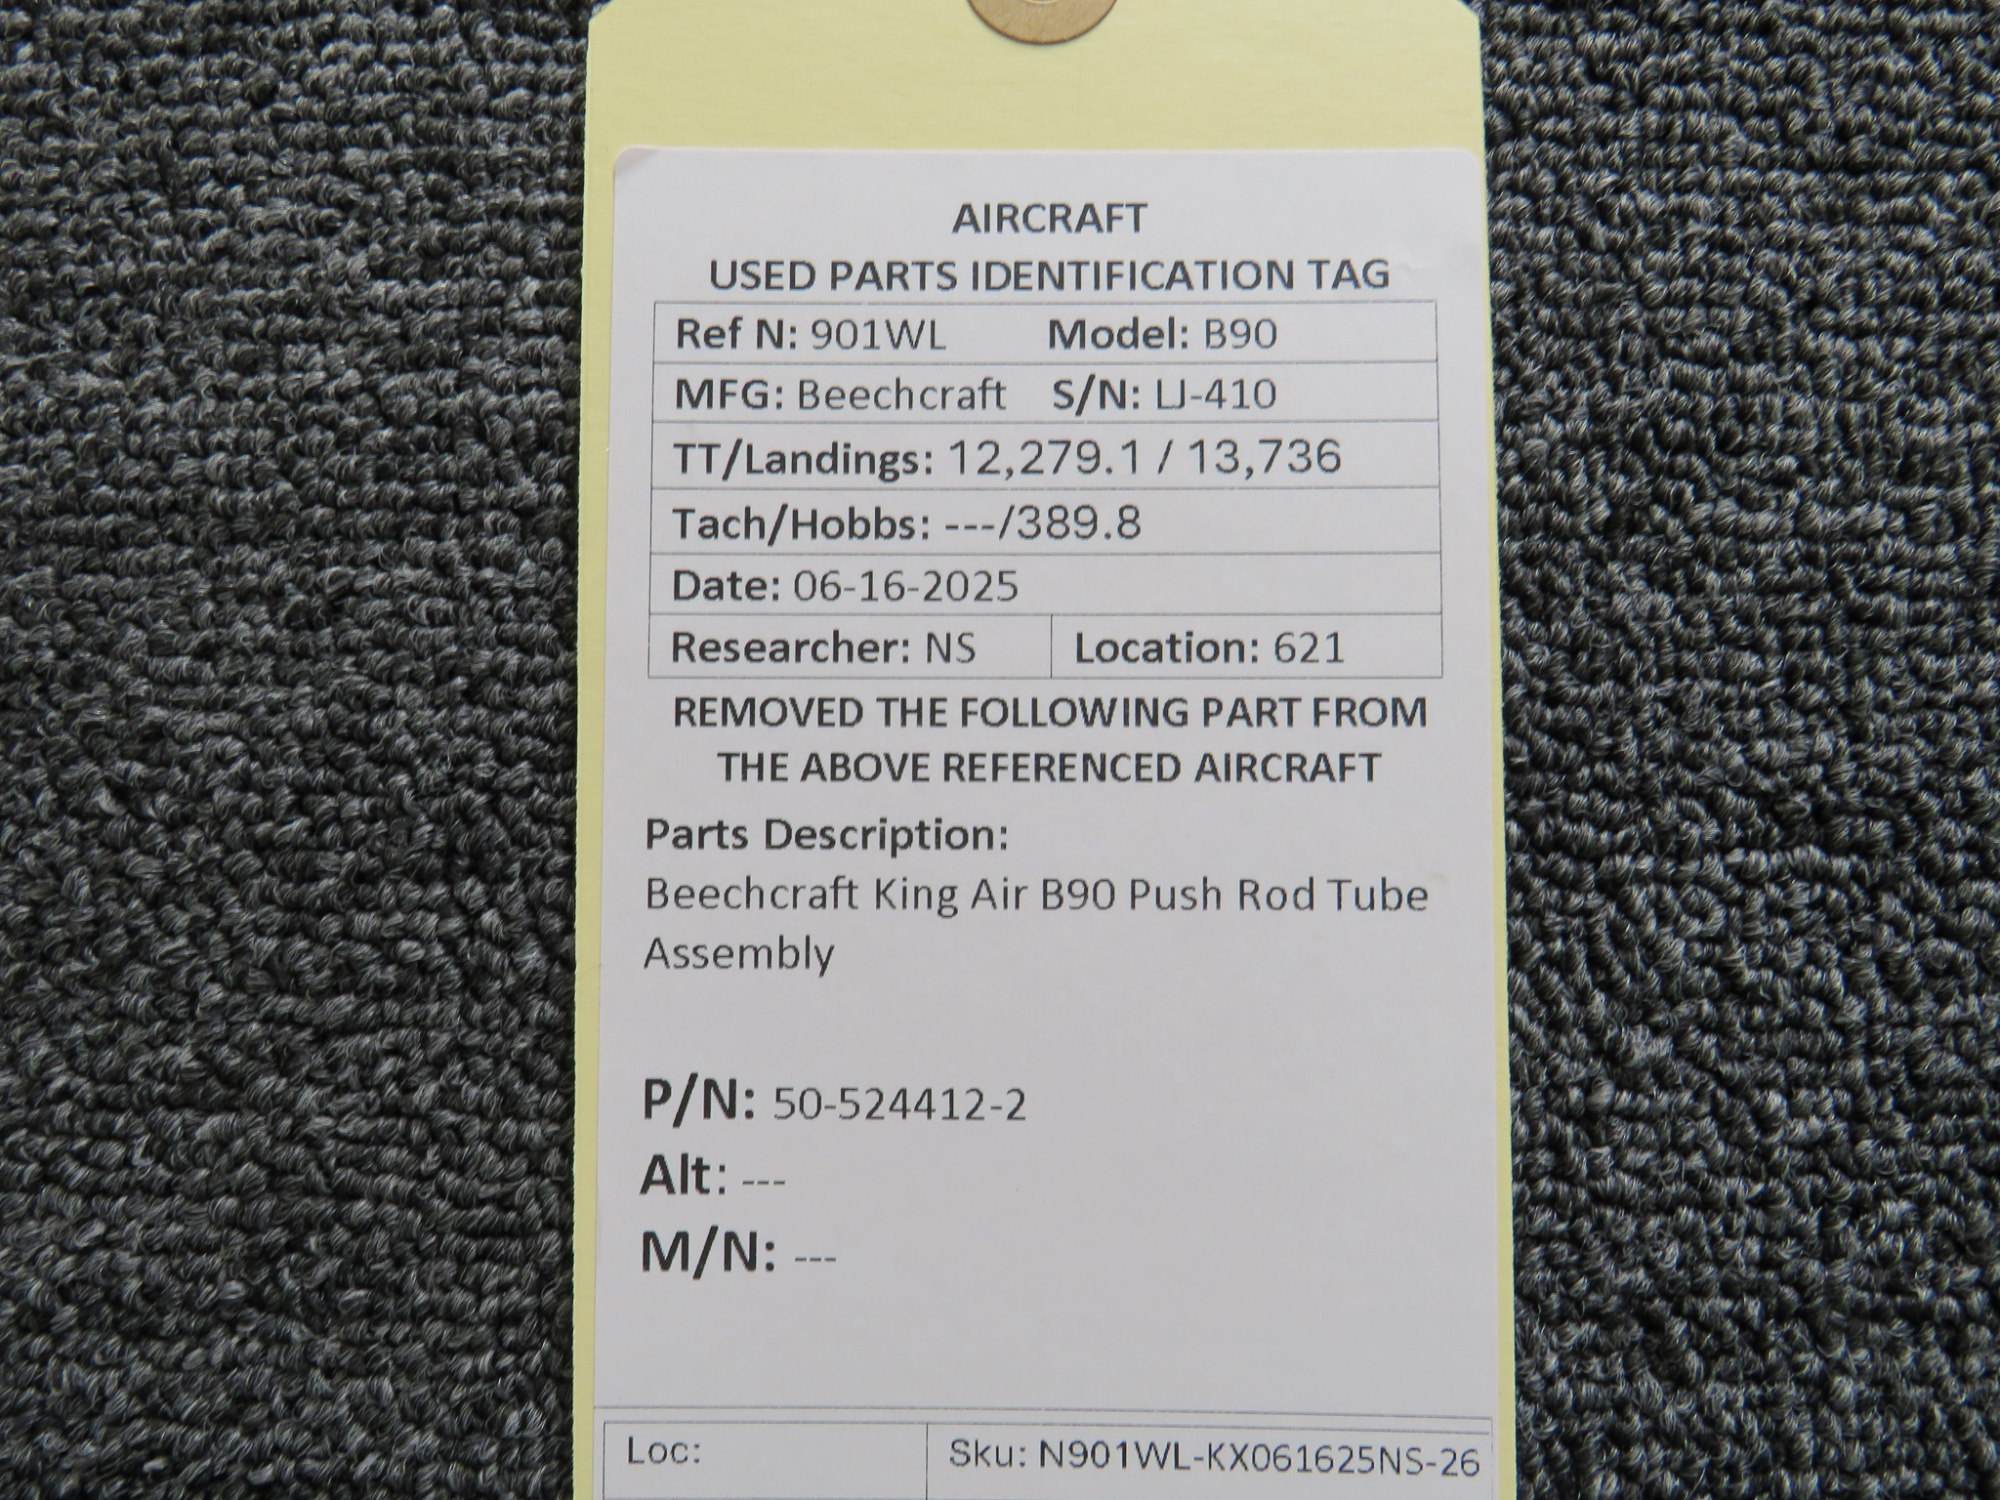 AIRCRAFT
USED PARTS IDENTIFICATION TAG
Ref N: 901WL Model: B90
MFG: Beechcraft S/N: LJ-410
TT/Landings: 12,279.1 / 13,736
Tach/Hobbs: ---/389.8
Date: 06-16-2025
Researcher: NS Location: 621
REMOVED THE FOLLOWING PART FROM
THE ABOVE REFERENCED AIRCRAFT
Parts Description:
Beechcraft King Air B90 Push Rod Tube
Assembly
P/N: 50-524412-2
Alt: ---
M/N: ---
Loc: Sku: N901WL-KX061625NS-26